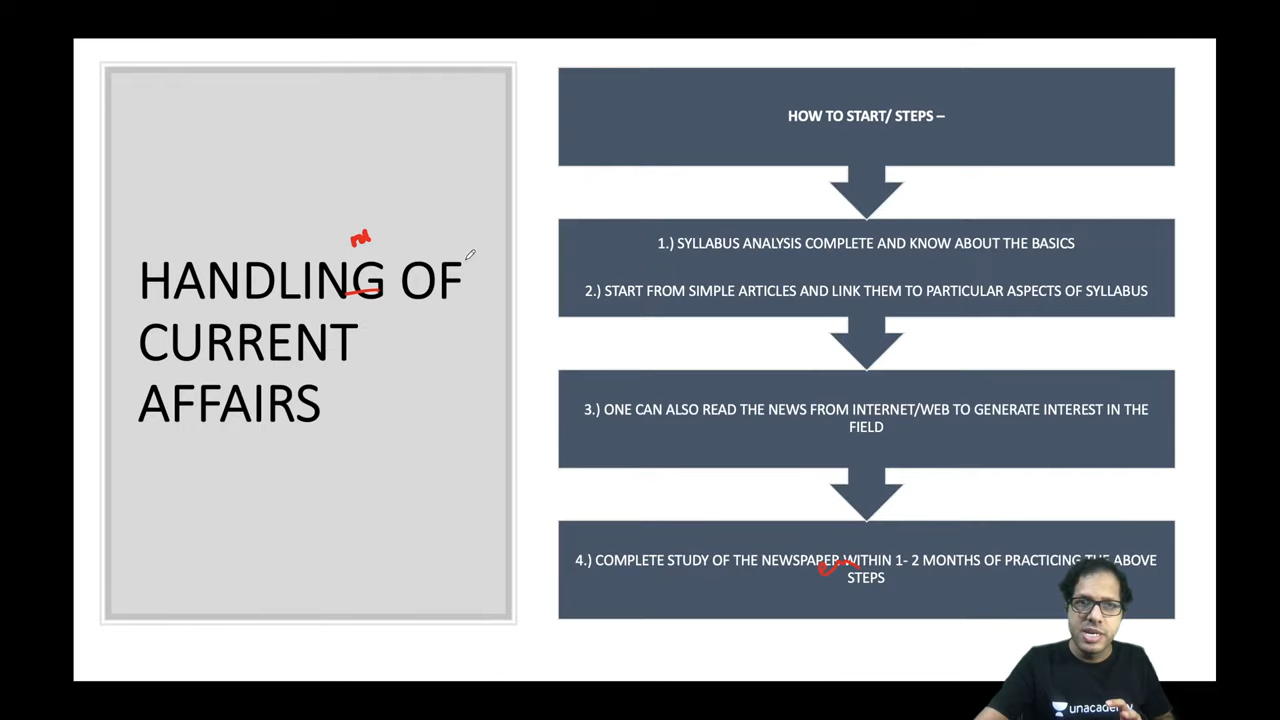 HANDLING OF
CURRENT
AFFAIRS
HOW TO START/ STEPS –
1.) SYLLABUS ANALYSIS COMPLETE AND KNOW ABOUT THE BASICS
2.) START FROM SIMPLE ARTICLES AND LINK THEM TO PARTICULAR ASPECTS OF SYLLABUS
3.) ONE CAN ALSO READ THE NEWS FROM INTERNET/WEB TO GENERATE INTEREST IN THE
FIELD
4.) COMPLETE STUDY OF THE NEWSPAPER WITHIN 1- 2 MONTHS OF PRACTICING THE ABOVE
STEPS
unacademy